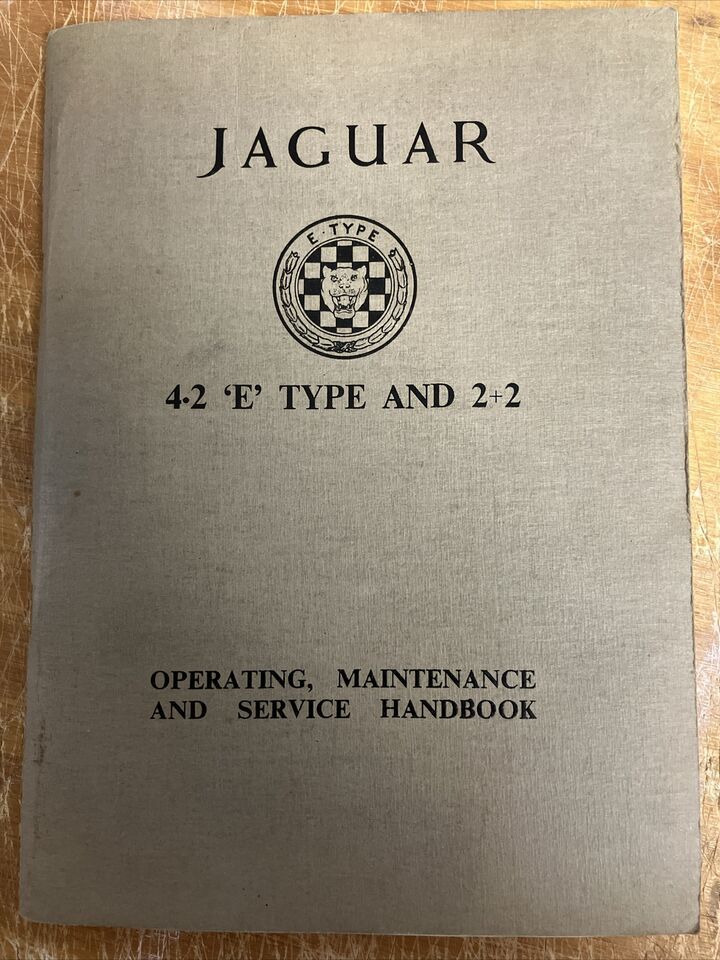 JAGUAR
E·TYPE
4·2 ‘E’ TYPE AND 2+2
OPERATING, MAINTENANCE
AND SERVICE HANDBOOK